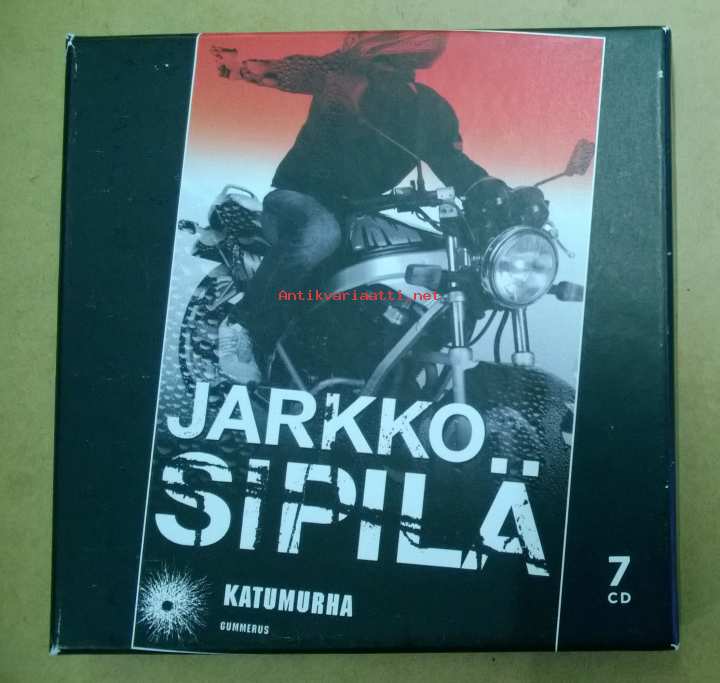 Antikvariaatti.net
JARKKO
SIPILÄ
KATUMURHA
GUMMERUS
7
CD